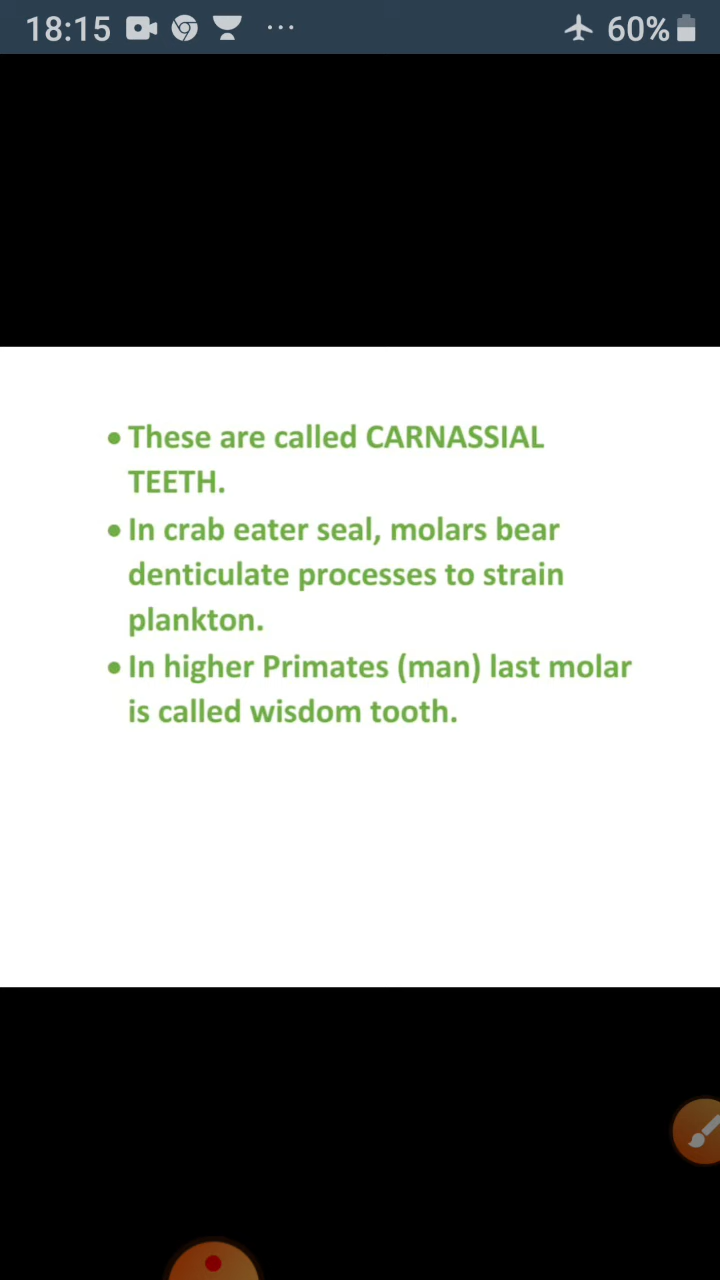 18:15 ... 60%
• These are called CARNASSIAL
TEETH.
• In crab eater seal, molars bear
denticulate processes to strain
plankton.
• In higher Primates (man) last molar
is called wisdom tooth.